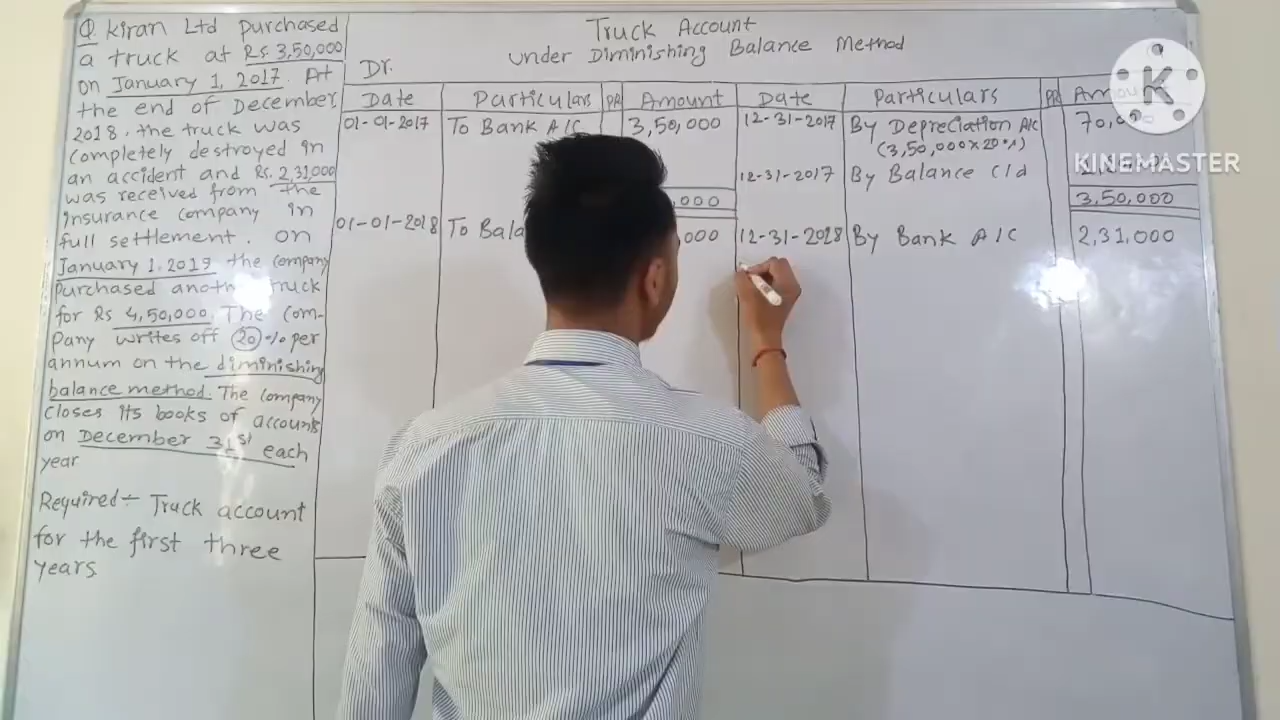 Q. Kiran Ltd purchased
a truck at Rs. 3,50,000
on January 1, 2017. At
the end of December
2018, the truck was
completely destroyed in
an accident and Rs. 2,31,000
was received from the
insurance company in
full settlement. on
January 1, 2019 the company
purchased another truck
for Rs 4,50,000. The com-
pany writes off 20 % per
annum on the diminishing
balance method. The company
closes its books of accounts
on December 31st each
year
Required:- Truck account
for the first three
years.
Truck Account
under Diminishing Balance Method
Dr.
Date Particulars PR Amount Date Particulars PR
01-01-2017 To Bank A/C 3,50,000 12-31-2017 By Depreciation A/C
(3,50,000x20%)
12-31-2017 By Balance c/d
,000 3,50,000
01-01-2018 To ,000 12-31-2018 By Bank A/C 2,31,000
K
KINEMASTER